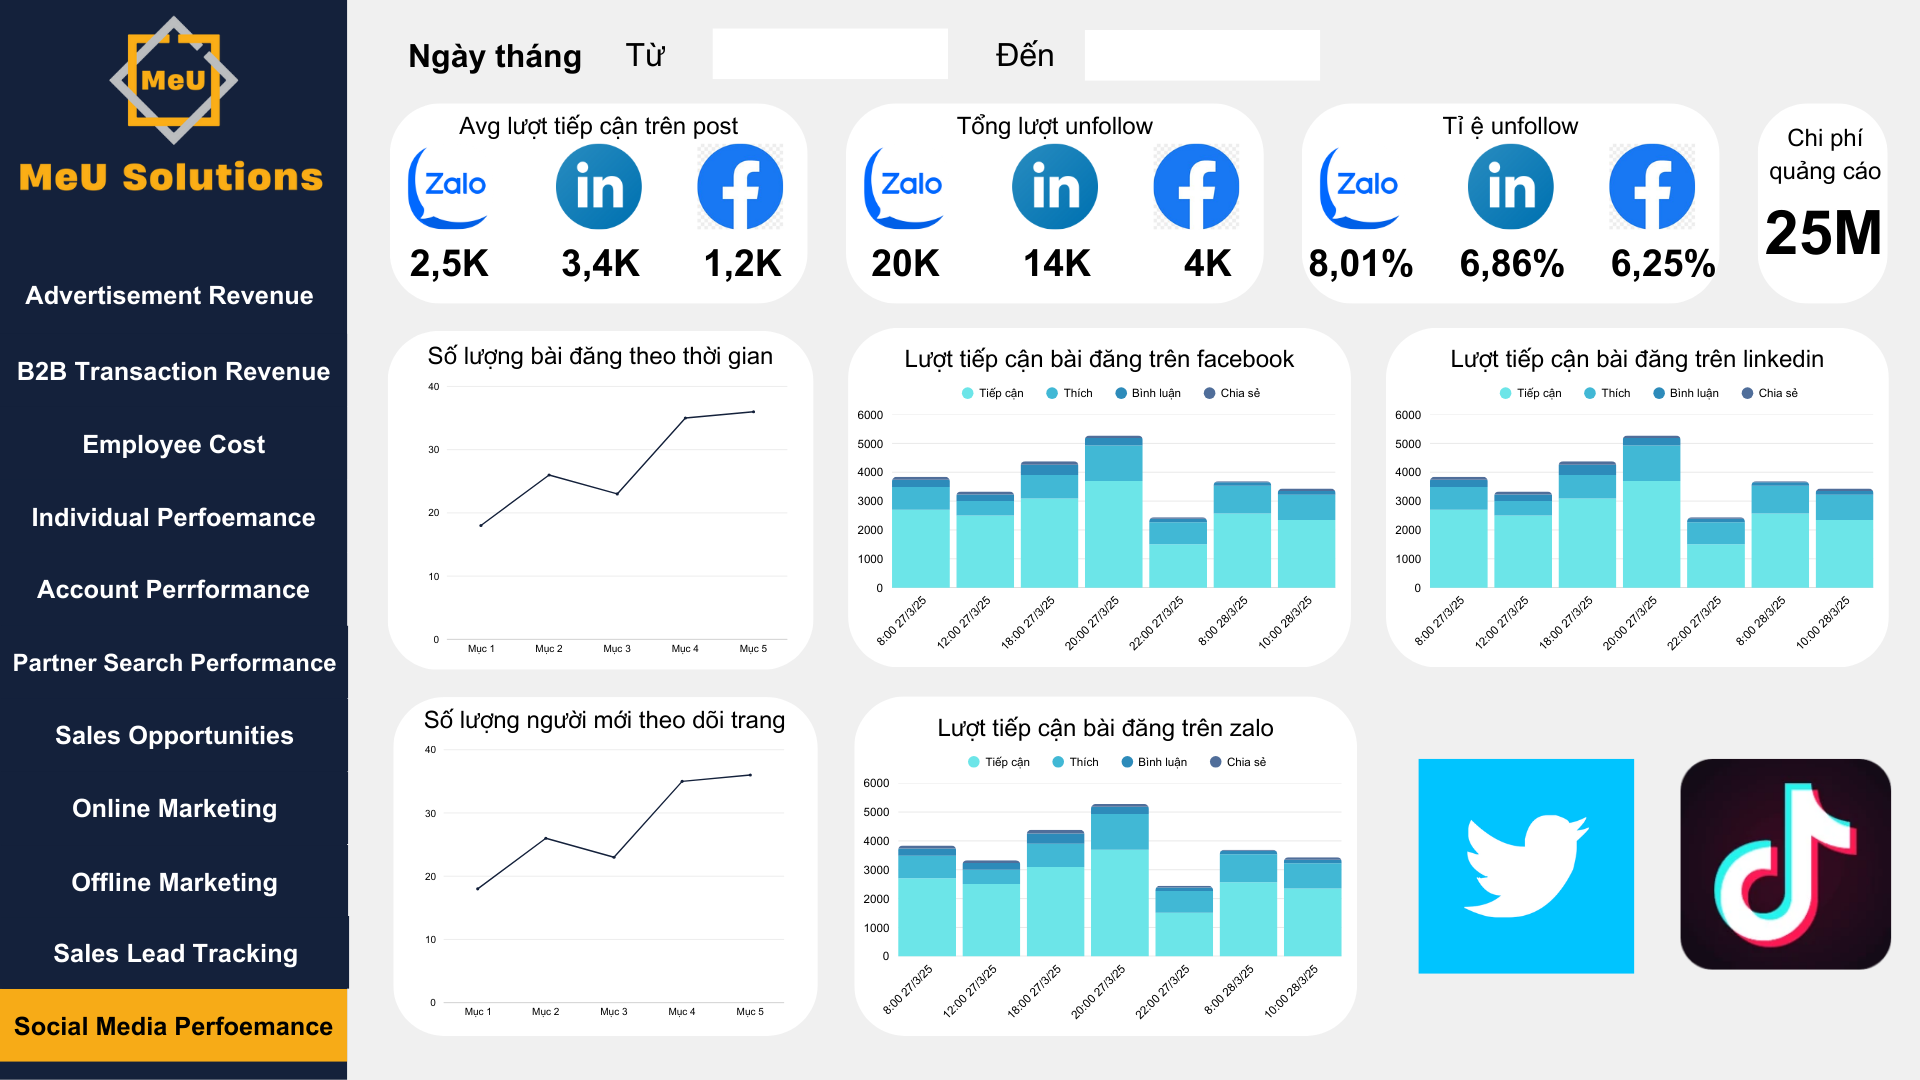 MeU
MeU Solutions
Advertisement Revenue
B2B Transaction Revenue
Employee Cost
Individual Perfoemance
Account Perrformance
Partner Search Performance
Sales Opportunities
Online Marketing
Offline Marketing
Sales Lead Tracking
Social Media Perfoemance
Ngày tháng Từ Đến
Avg lượt tiếp cận trên post
Zalo in f
2,5K 3,4K 1,2K
Tổng lượt unfollow
Zalo in f
20K 14K 4K
Tỉ ệ unfollow
Zalo in f
8,01% 6,86% 6,25%
Chi phí
quảng cáo
25M
Số lượng bài đăng theo thời gian
40
30
20
10
0
Mục 1 Mục 2 Mục 3 Mục 4 Mục 5
Lượt tiếp cận bài đăng trên facebook
Tiếp cận Thích Bình luận Chia sẻ
6000
5000
4000
3000
2000
1000
0
8:00 27/3/25 12:00 27/3/25 18:00 27/3/25 20:00 27/3/25 22:00 27/3/25 8:00 28/3/25 10:00 28/3/25
Lượt tiếp cận bài đăng trên linkedin
Tiếp cận Thích Bình luận Chia sẻ
6000
5000
4000
3000
2000
1000
0
8:00 27/3/25 12:00 27/3/25 18:00 27/3/25 20:00 27/3/25 22:00 27/3/25 8:00 28/3/25 10:00 28/3/25
Số lượng người mới theo dõi trang
40
30
20
10
0
Mục 1 Mục 2 Mục 3 Mục 4 Mục 5
Lượt tiếp cận bài đăng trên zalo
Tiếp cận Thích Bình luận Chia sẻ
6000
5000
4000
3000
2000
1000
0
8:00 27/3/25 12:00 27/3/25 18:00 27/3/25 20:00 27/3/25 22:00 27/3/25 8:00 28/3/25 10:00 28/3/25